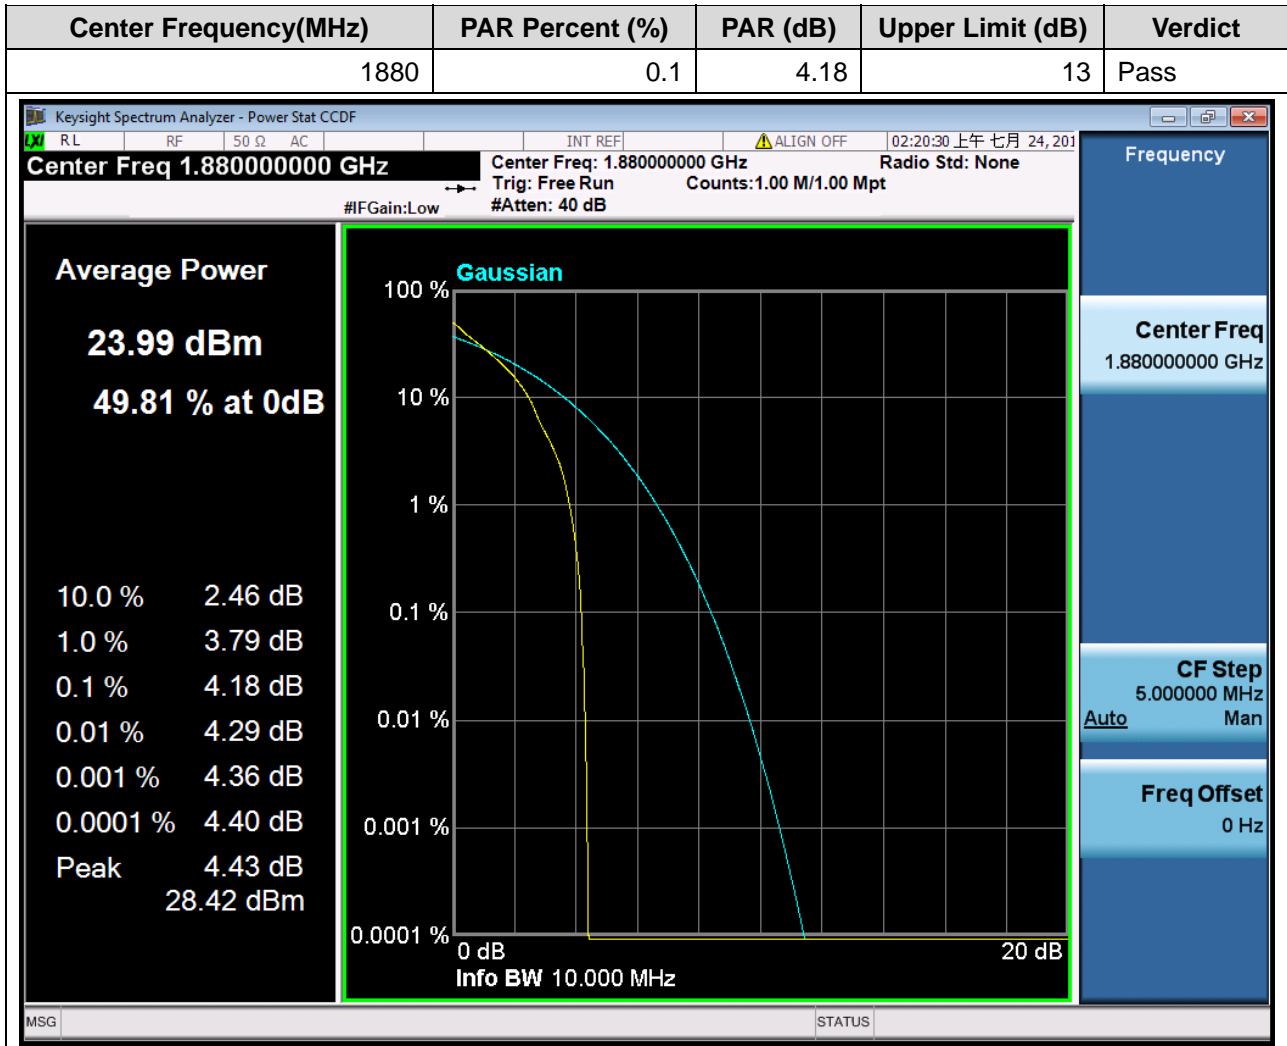 Center Frequency(MHz) PAR Percent (%) PAR (dB) Upper Limit (dB) Verdict
1880 0.1 4.18 13 Pass
Keysight Spectrum Analyzer - Power Stat CCDF
LXI RL RF 50 Ω AC INT REF ALIGN OFF 02:20:30 上午 七月 24, 201
Center Freq 1.880000000 GHz
Center Freq: 1.880000000 GHz Radio Std: None
Trig: Free Run Counts:1.00 M/1.00 Mpt
#IFGain:Low #Atten: 40 dB
Average Power
23.99 dBm
49.81 % at 0dB
10.0 % 2.46 dB
1.0 % 3.79 dB
0.1 % 4.18 dB
0.01 % 4.29 dB
0.001 % 4.36 dB
0.0001 % 4.40 dB
Peak 4.43 dB
28.42 dBm
Gaussian
100 %
10 %
1 %
0.1 %
0.01 %
0.001 %
0.0001 %
0 dB 20 dB
Info BW 10.000 MHz
Frequency
Center Freq
1.880000000 GHz
CF Step
5.000000 MHz
Auto Man
Freq Offset
0 Hz
MSG STATUS